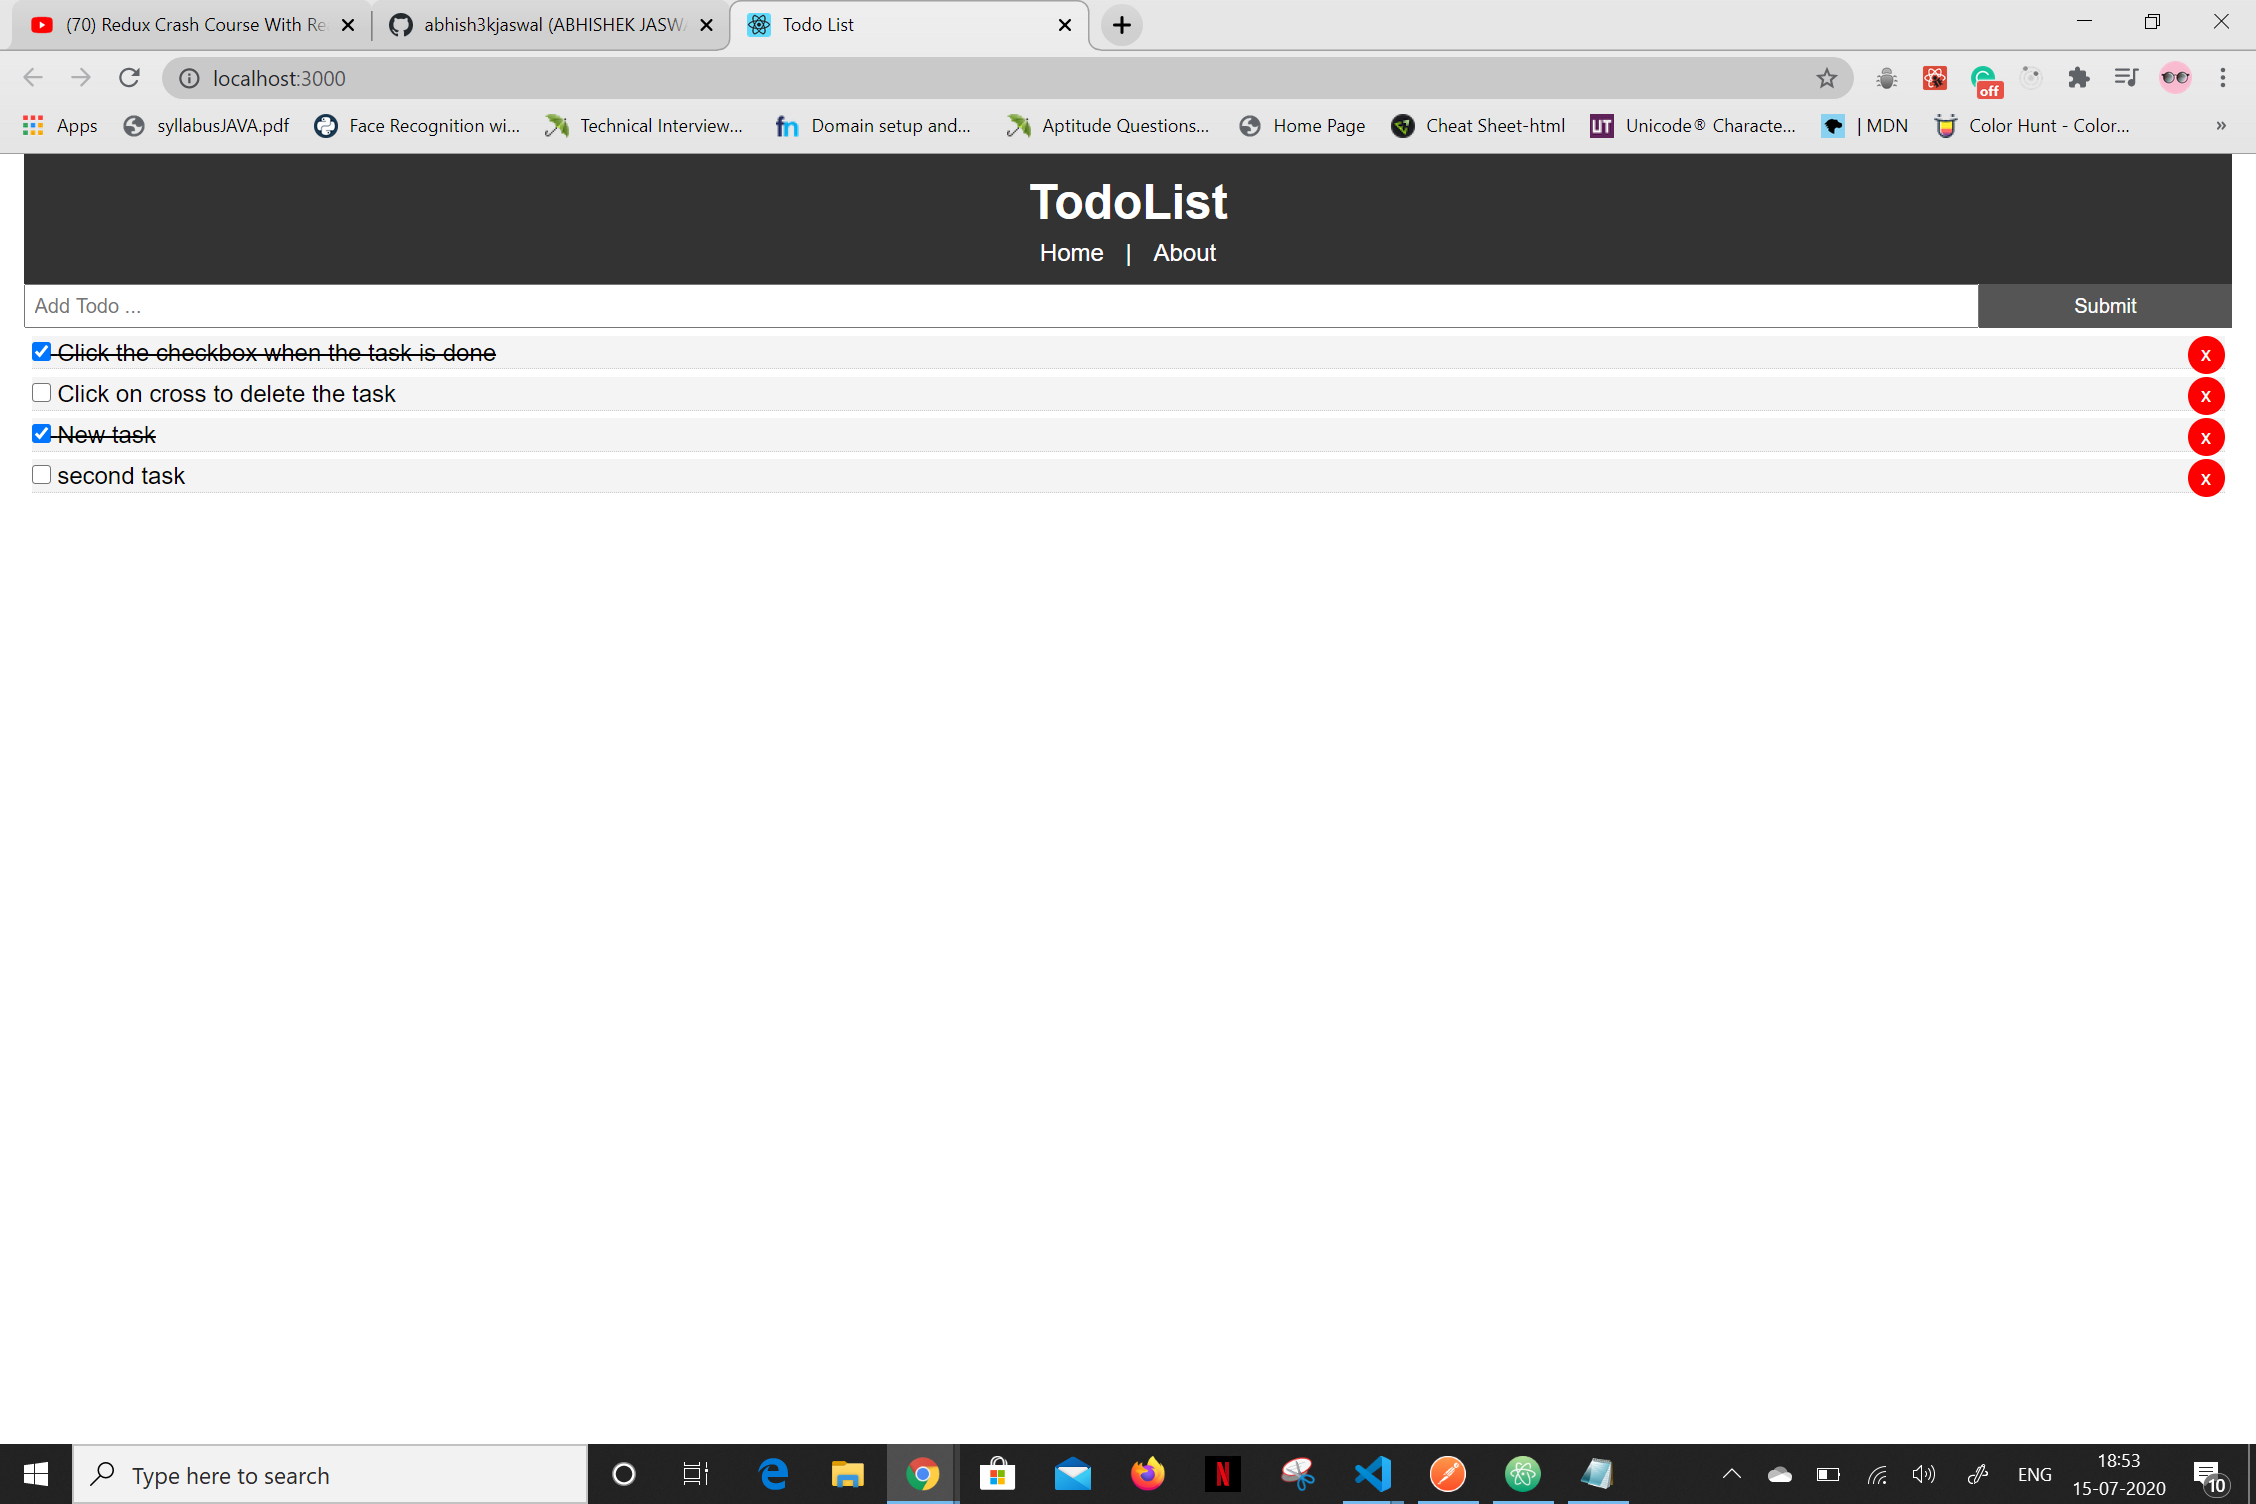 (70) Redux Crash Course With Re
abhish3kjaswal (ABHISHEK JASW
Todo List
localhost:3000
off
Apps
syllabusJAVA.pdf
Face Recognition wi...
Technical Interview...
fn
Domain setup and...
Aptitude Questions...
Home Page
Cheat Sheet-html
UT
Unicode® Characte...
| MDN
Color Hunt - Color...
»
TodoList
Home | About
Add Todo ...
Submit
Click the checkbox when the task is done
x
Click on cross to delete the task
x
New task
x
second task
x
Type here to search
N
ENG
18:53
15-07-2020
10